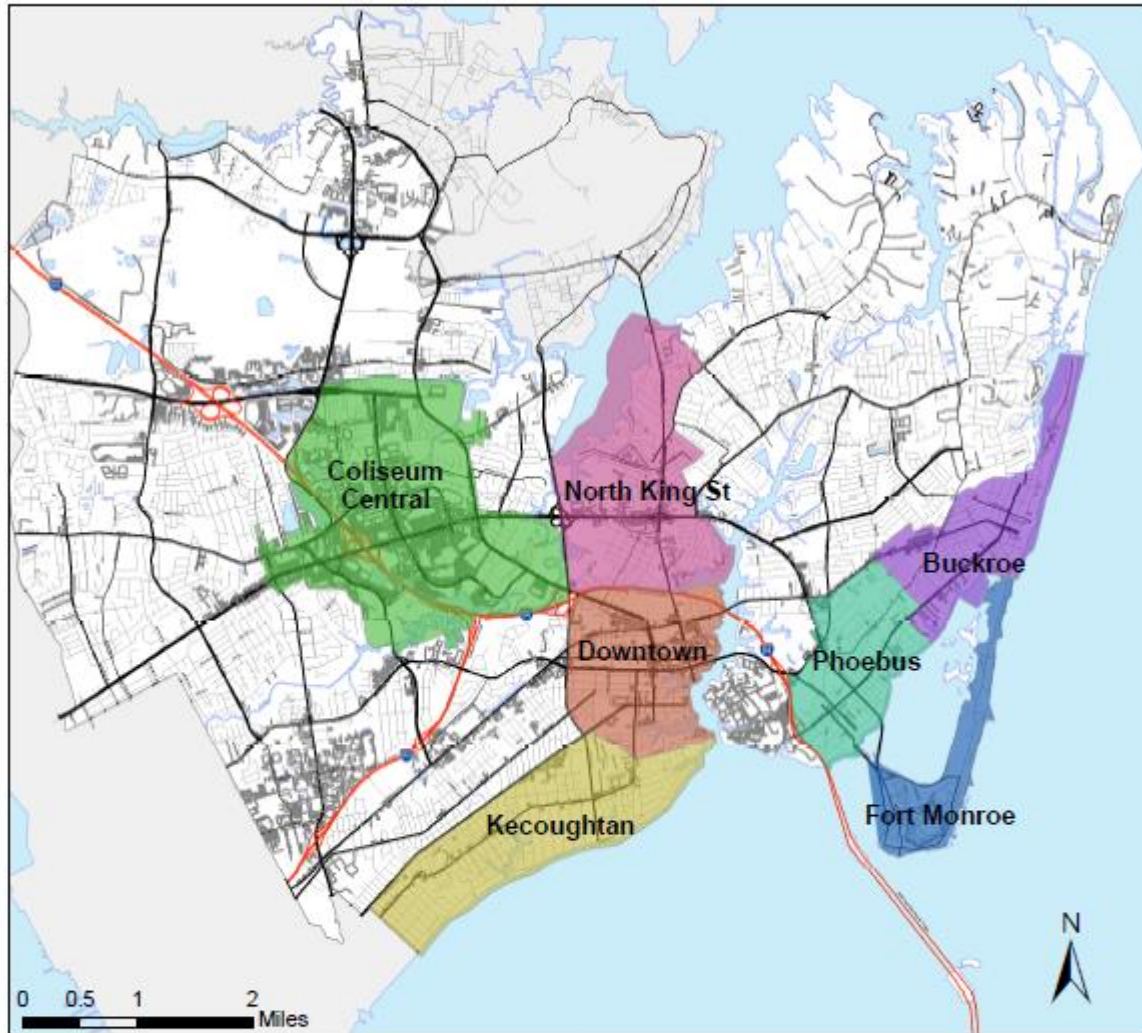 Coliseum
Central
North King St
Buckroe
Downtown
Phoebus
Fort Monroe
Kecoughtan
N
0 0.5 1 2
Miles